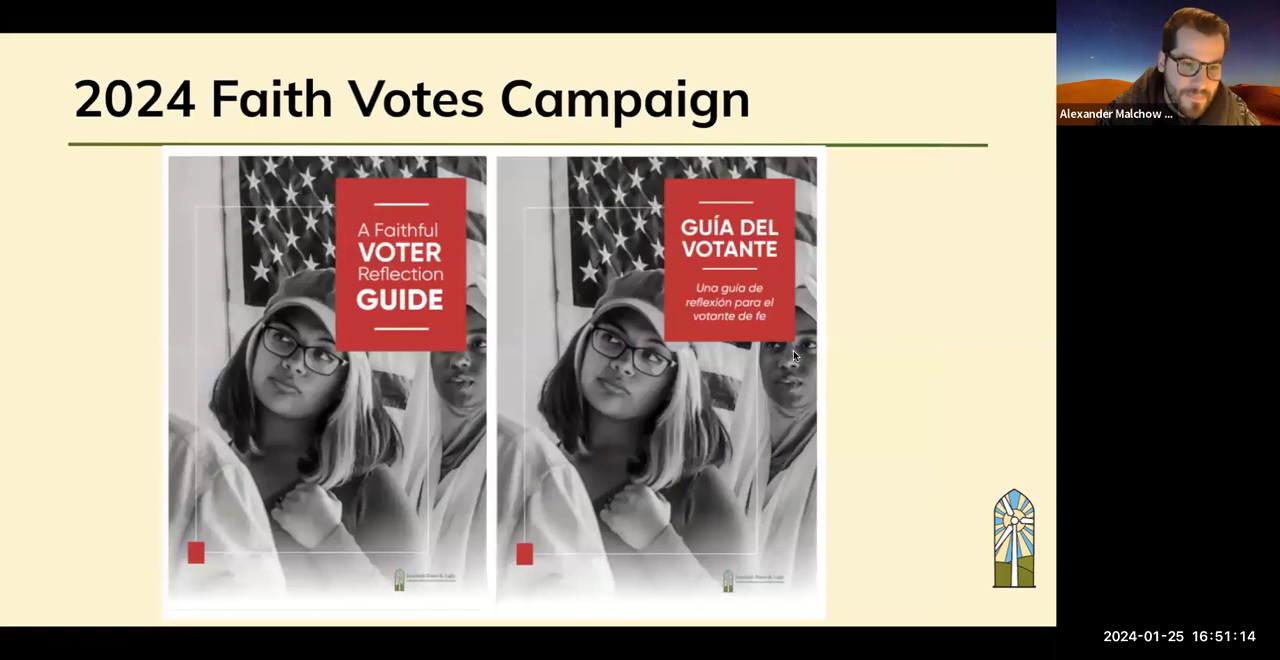 2024 Faith Votes Campaign
A Faithful
VOTER
Reflection
GUIDE
GUÍA DEL
VOTANTE
Una guía de
reflexión para el
votante de fe
Alexander Malchow ...
2024-01-25 16:51:14